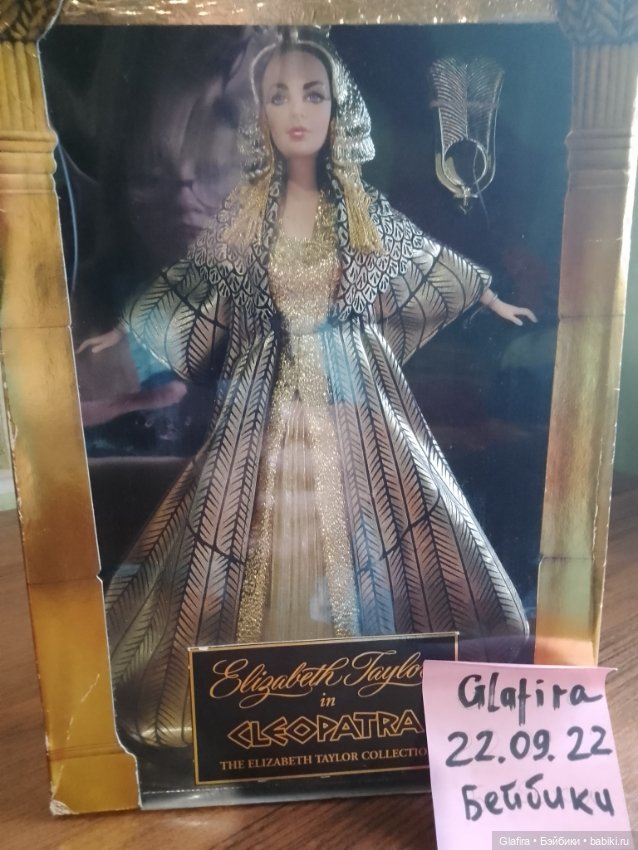 Elizabeth Taylor
in
CLEOPATRA
THE ELIZABETH TAYLOR COLLECTION
Glafira
22.09.22
Бейбики
Glafira • Бэйбики • babiki.ru